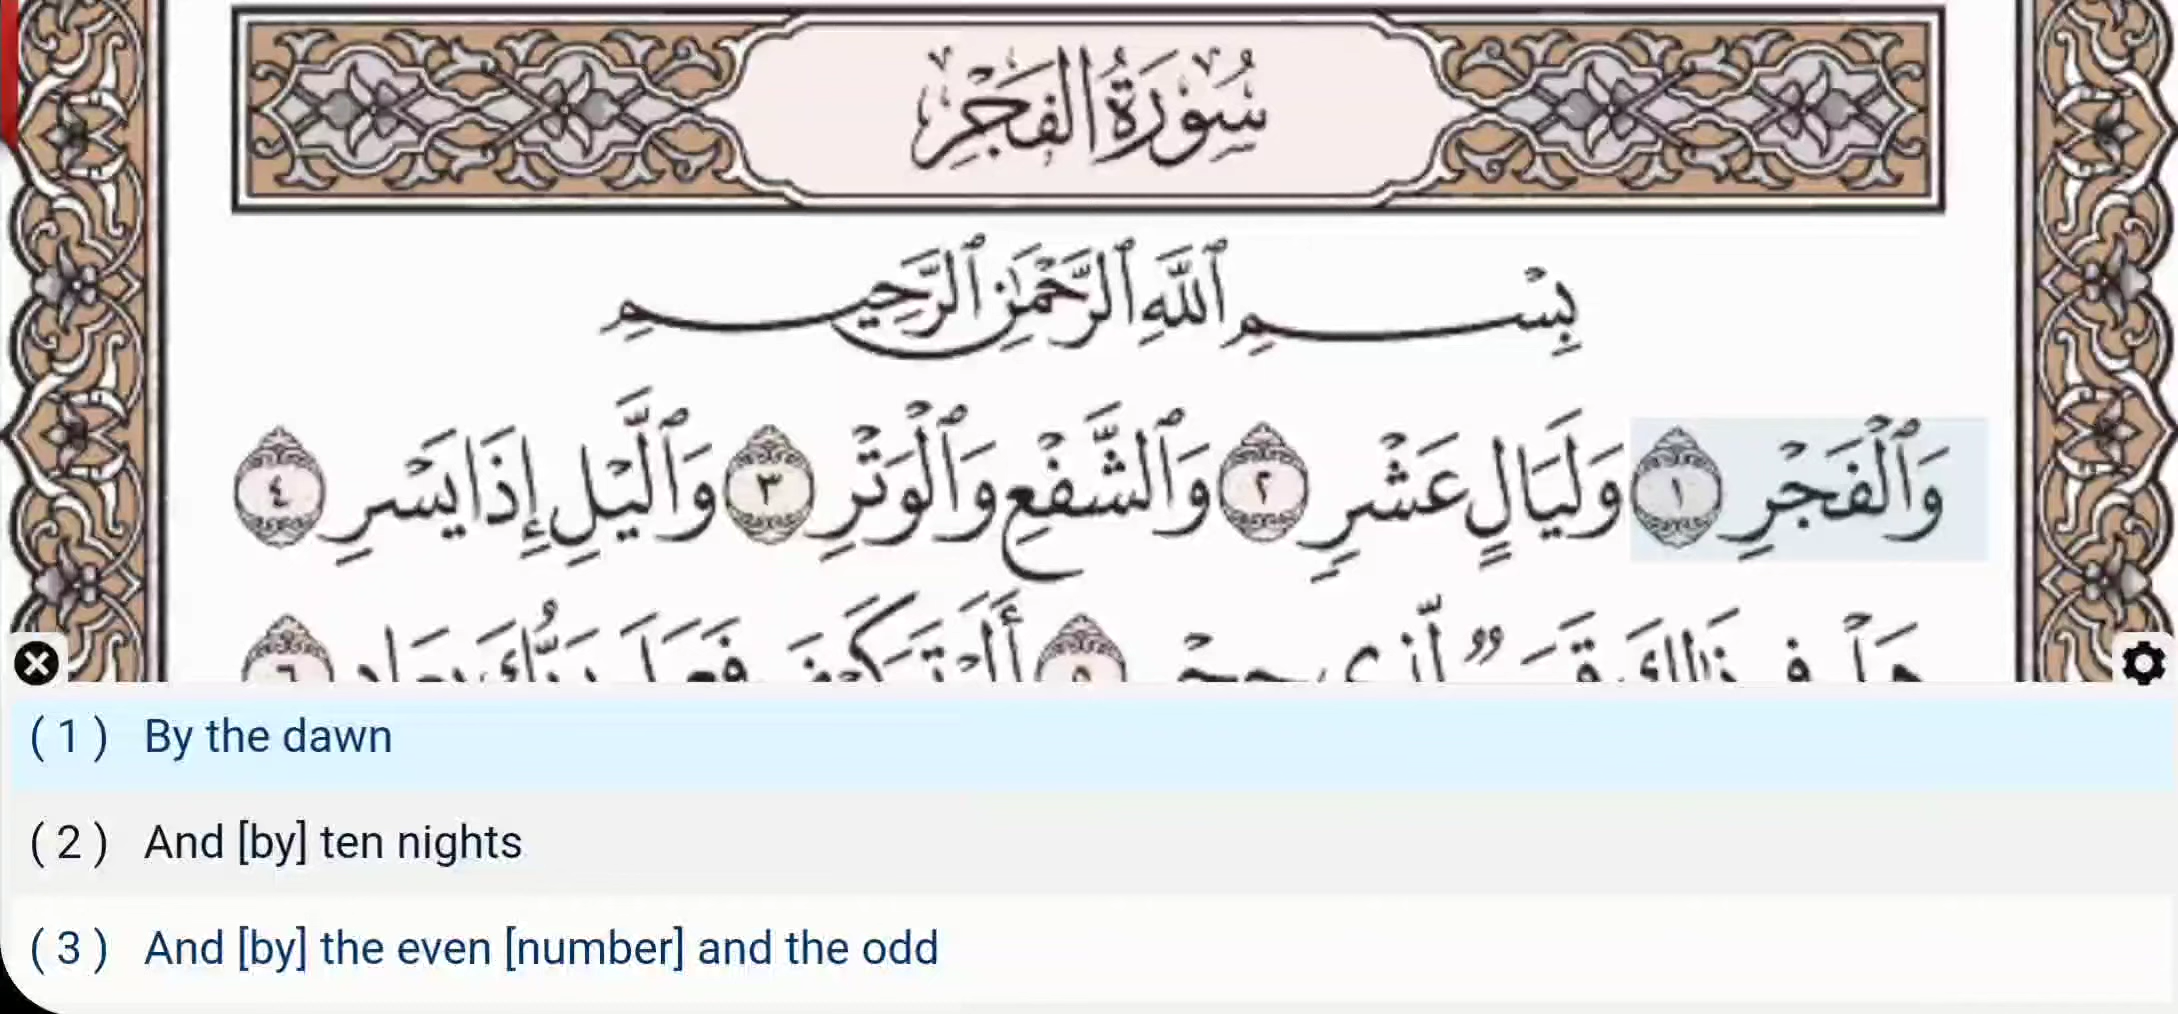 سُورَةُ الفَجْرِ
بِسْمِ ٱللَّهِ ٱلرَّحْمَٰنِ ٱلرَّحِيمِ
وَٱلْفَجْرِ ١ وَلَيَالٍ عَشْرٍ ٢ وَٱلشَّفْعِ وَٱلْوَتْرِ ٣ وَٱلَّيْلِ إِذَا يَسْرِ ٤
( 1 ) By the dawn
( 2 ) And [by] ten nights
( 3 ) And [by] the even [number] and the odd